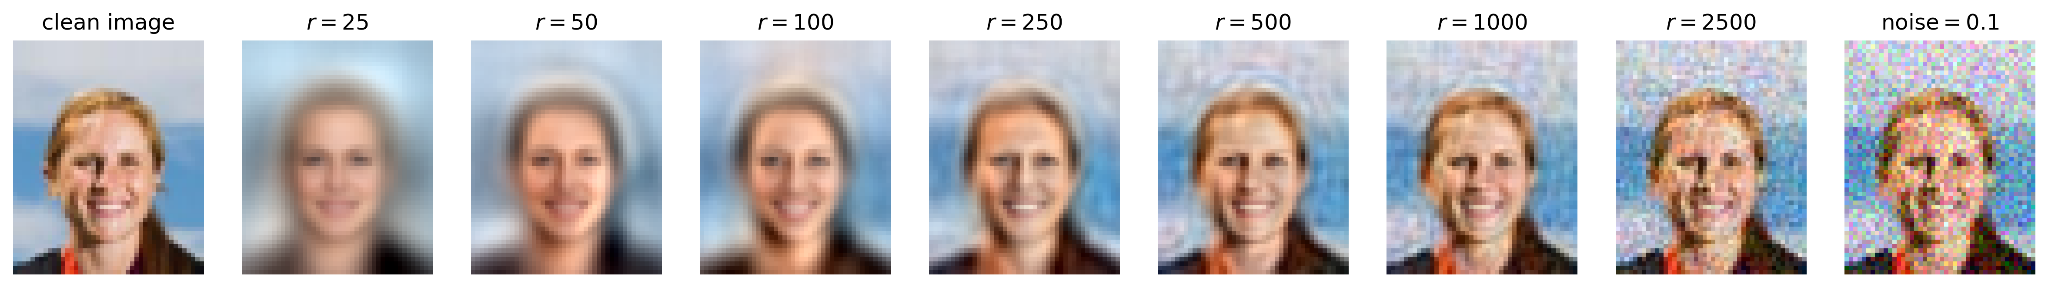 clean image
r = 25
r = 50
r = 100
r = 250
r = 500
r = 1000
r = 2500
noise = 0.1